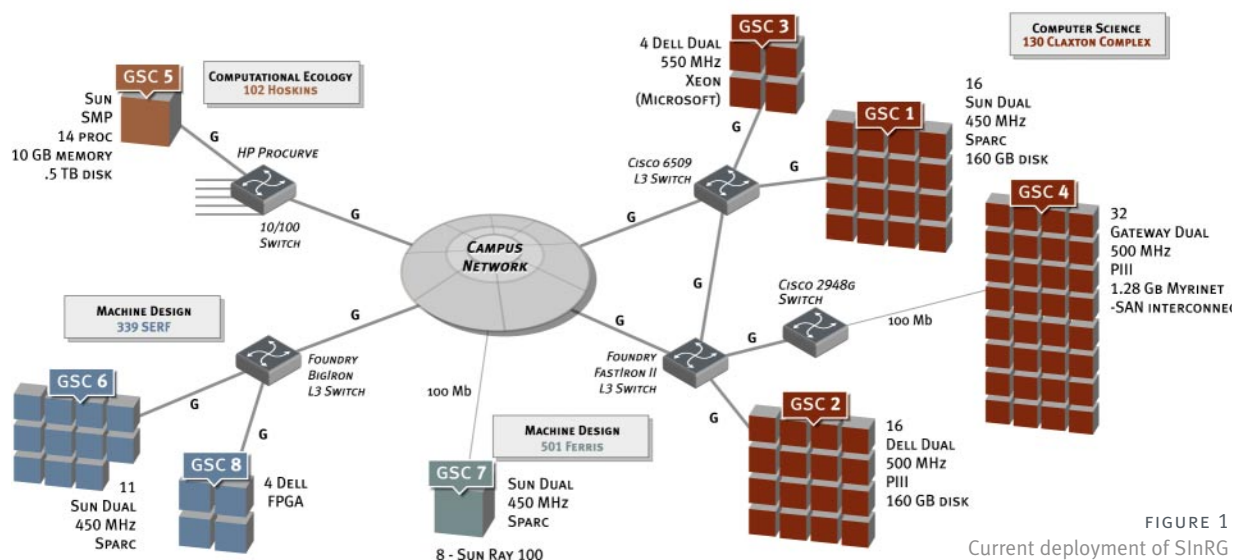 GSC 5
COMPUTATIONAL ECOLOGY
102 HOSKINS
SUN
SMP
14 PROC
10 GB MEMORY
.5 TB DISK
G
HP PROCURVE
10/100
SWITCH
G
GSC 3
4 DELL DUAL
550 MHZ
XEON
(MICROSOFT)
G
COMPUTER SCIENCE
130 CLAXTON COMPLEX
GSC 1
16
SUN DUAL
450 MHZ
SPARC
160 GB DISK
G
CISCO 6509
L3 SWITCH
G
GSC 4
32
GATEWAY DUAL
500 MHZ
PIII
1.28 GB MYRINET
-SAN INTERCONNEC
CAMPUS
NETWORK
G
CISCO 2948G
SWITCH
100 MB
G
G
FOUNDRY
FASTIRON II
L3 SWITCH
G
GSC 2
16
DELL DUAL
500 MHZ
PIII
160 GB DISK
MACHINE DESIGN
339 SERF
G
FOUNDRY
BIGIRON
L3 SWITCH
GSC 6
G
11
SUN DUAL
450 MHZ
SPARC
G
GSC 8
4 DELL
FPGA
100 MB
MACHINE DESIGN
501 FERRIS
GSC 7
SUN DUAL
450 MHZ
SPARC
8 - SUN RAY 100
FIGURE 1
Current deployment of SInRG